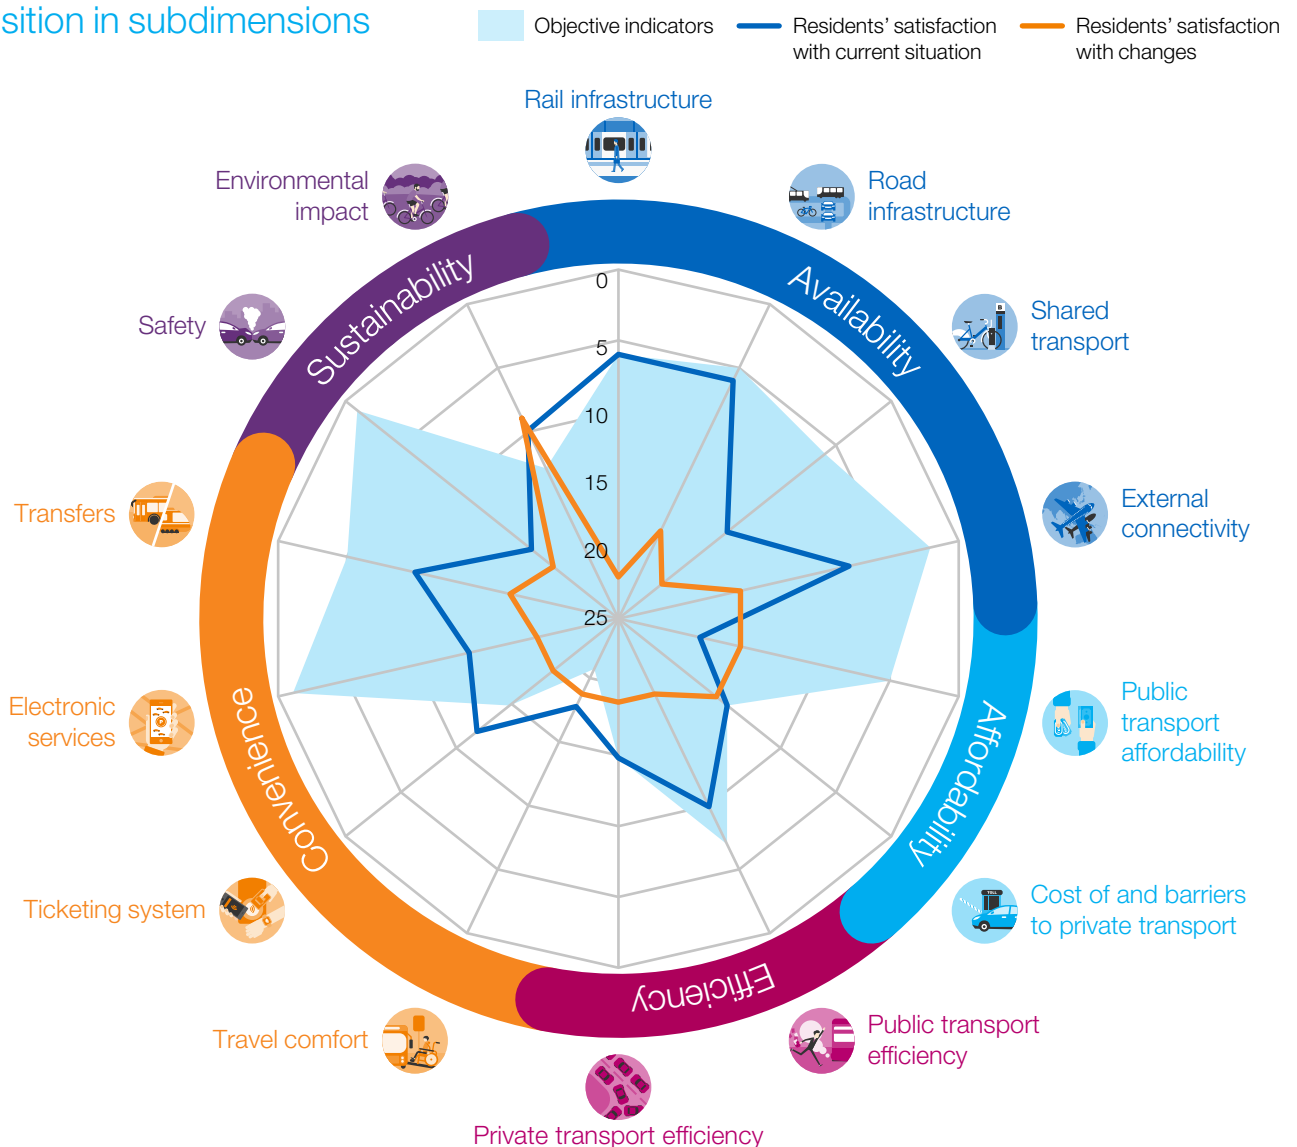 sition in subdimensions
Objective indicators
Residents’ satisfaction
with current situation
Residents’ satisfaction
with changes
Rail infrastructure
Environmental
impact
Road
infrastructure
Sustainability
Availability
Safety
Shared
transport
0
5
10
15
20
25
Transfers
External
connectivity
Electronic
services
Public
transport
affordability
Convenience
Affordability
Ticketing system
TOLL
Cost of and barriers
to private transport
Efficiency
Travel comfort
Public transport
efficiency
Private transport efficiency